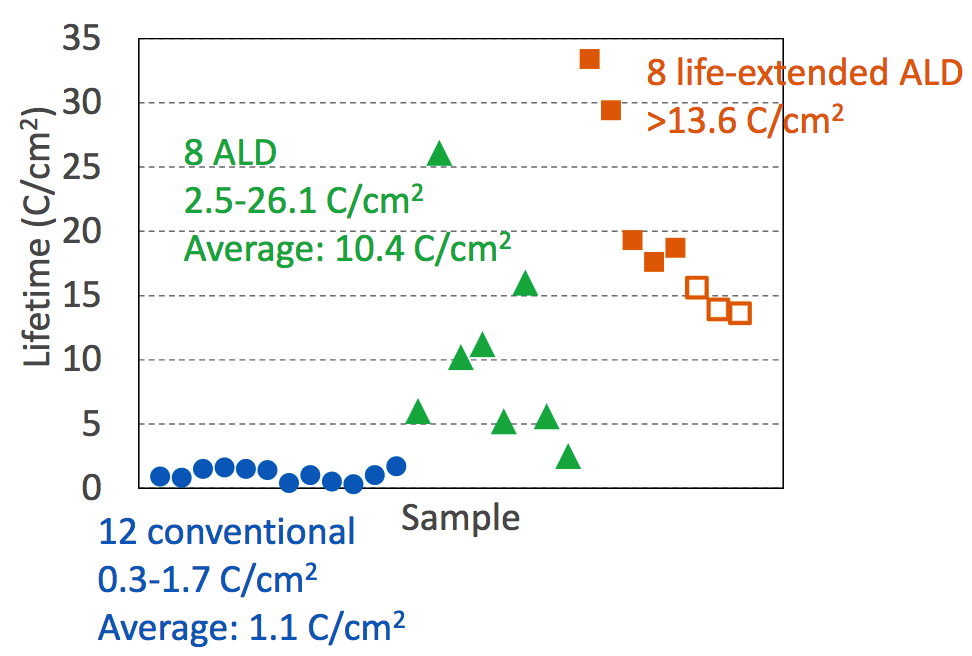 35
30
25
20
15
10
5
0
Lifetime (C/cm²)
8 life-extended ALD
>13.6 C/cm²
8 ALD
2.5-26.1 C/cm²
Average: 10.4 C/cm²
Sample
12 conventional
0.3-1.7 C/cm²
Average: 1.1 C/cm²